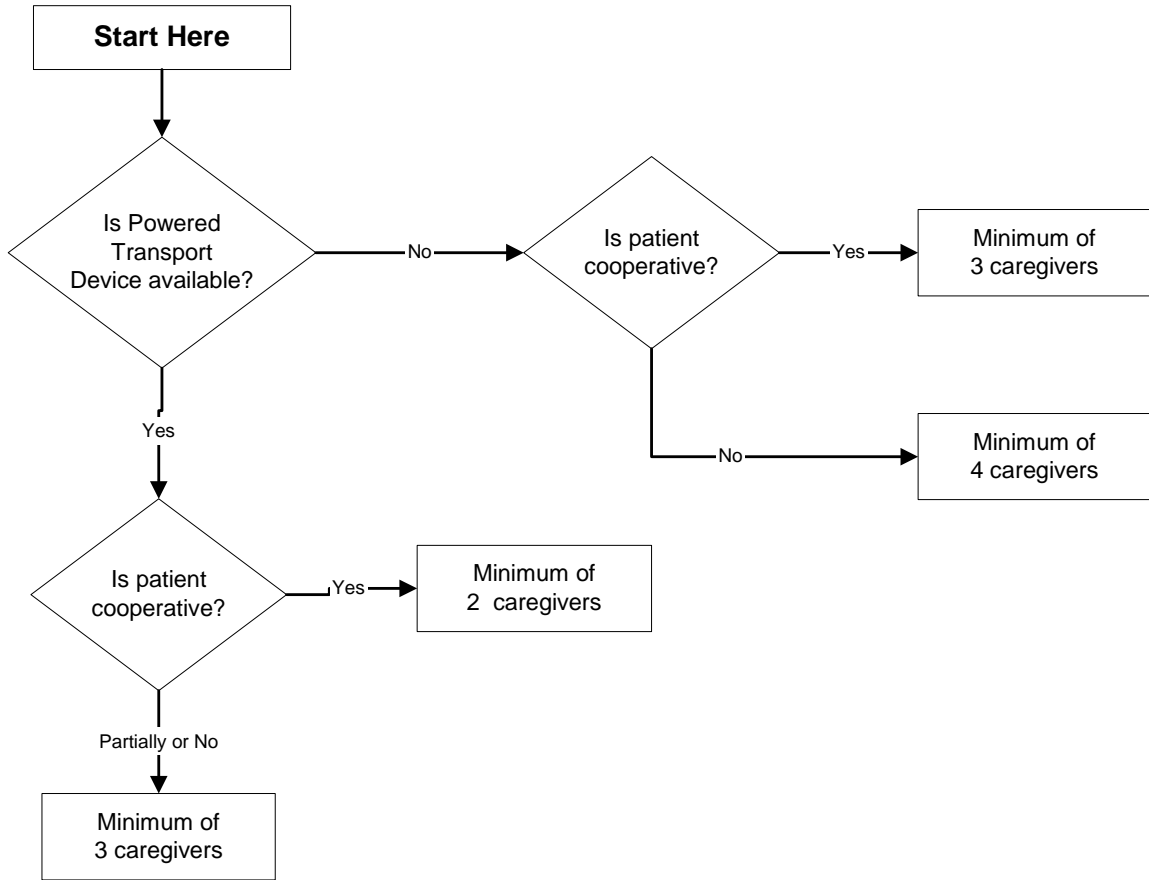 Start Here
Is Powered
Transport
Device available?
No
Is patient
cooperative?
Yes
Minimum of
3 caregivers
No
Minimum of
4 caregivers
Yes
Is patient
cooperative?
Yes
Minimum of
2 caregivers
Partially or No
Minimum of
3 caregivers